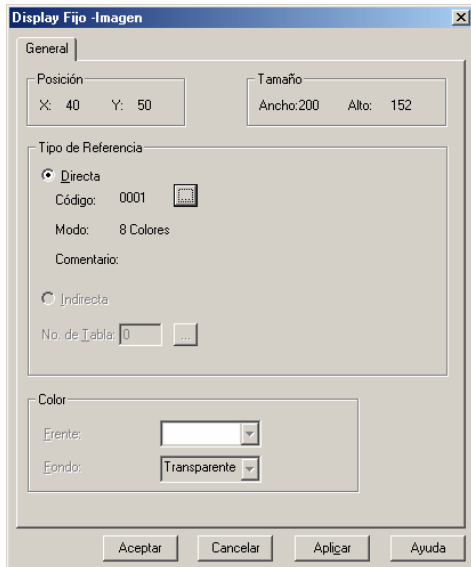 Display Fijo -Imagen
General
Posición
X: 40 Y: 50
Tamaño
Ancho:200 Alto: 152
Tipo de Referencia
Directa
Código: 0001 ...
Modo: 8 Colores
Comentario:
Indirecta
No. de Tabla: 0 ...
Color
Frente:
Fondo: Transparente
Aceptar Cancelar Aplicar Ayuda